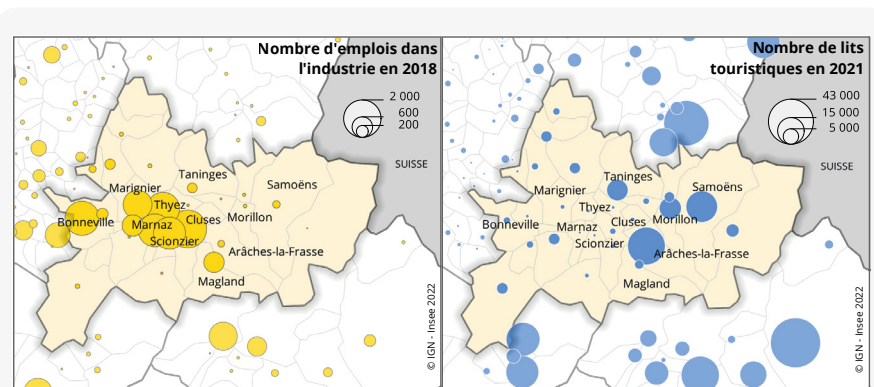 Nombre d'emplois dans
l'industrie en 2018
2 000
600
200
SUISSE
Taninges
Marignier
Samoëns
Thyez
Bonneville
Marnaz
Cluses
Morillon
Scionzier
Arâches-la-Frasse
Magland
© IGN - Insee 2022
Nombre de lits
touristiques en 2021
43 000
15 000
5 000
SUISSE
Taninges
Marignier
Samoëns
Thyez
Bonneville
Marnaz
Cluses
Morillon
Scionzier
Arâches-la-Frasse
Magland
© IGN - Insee 2022